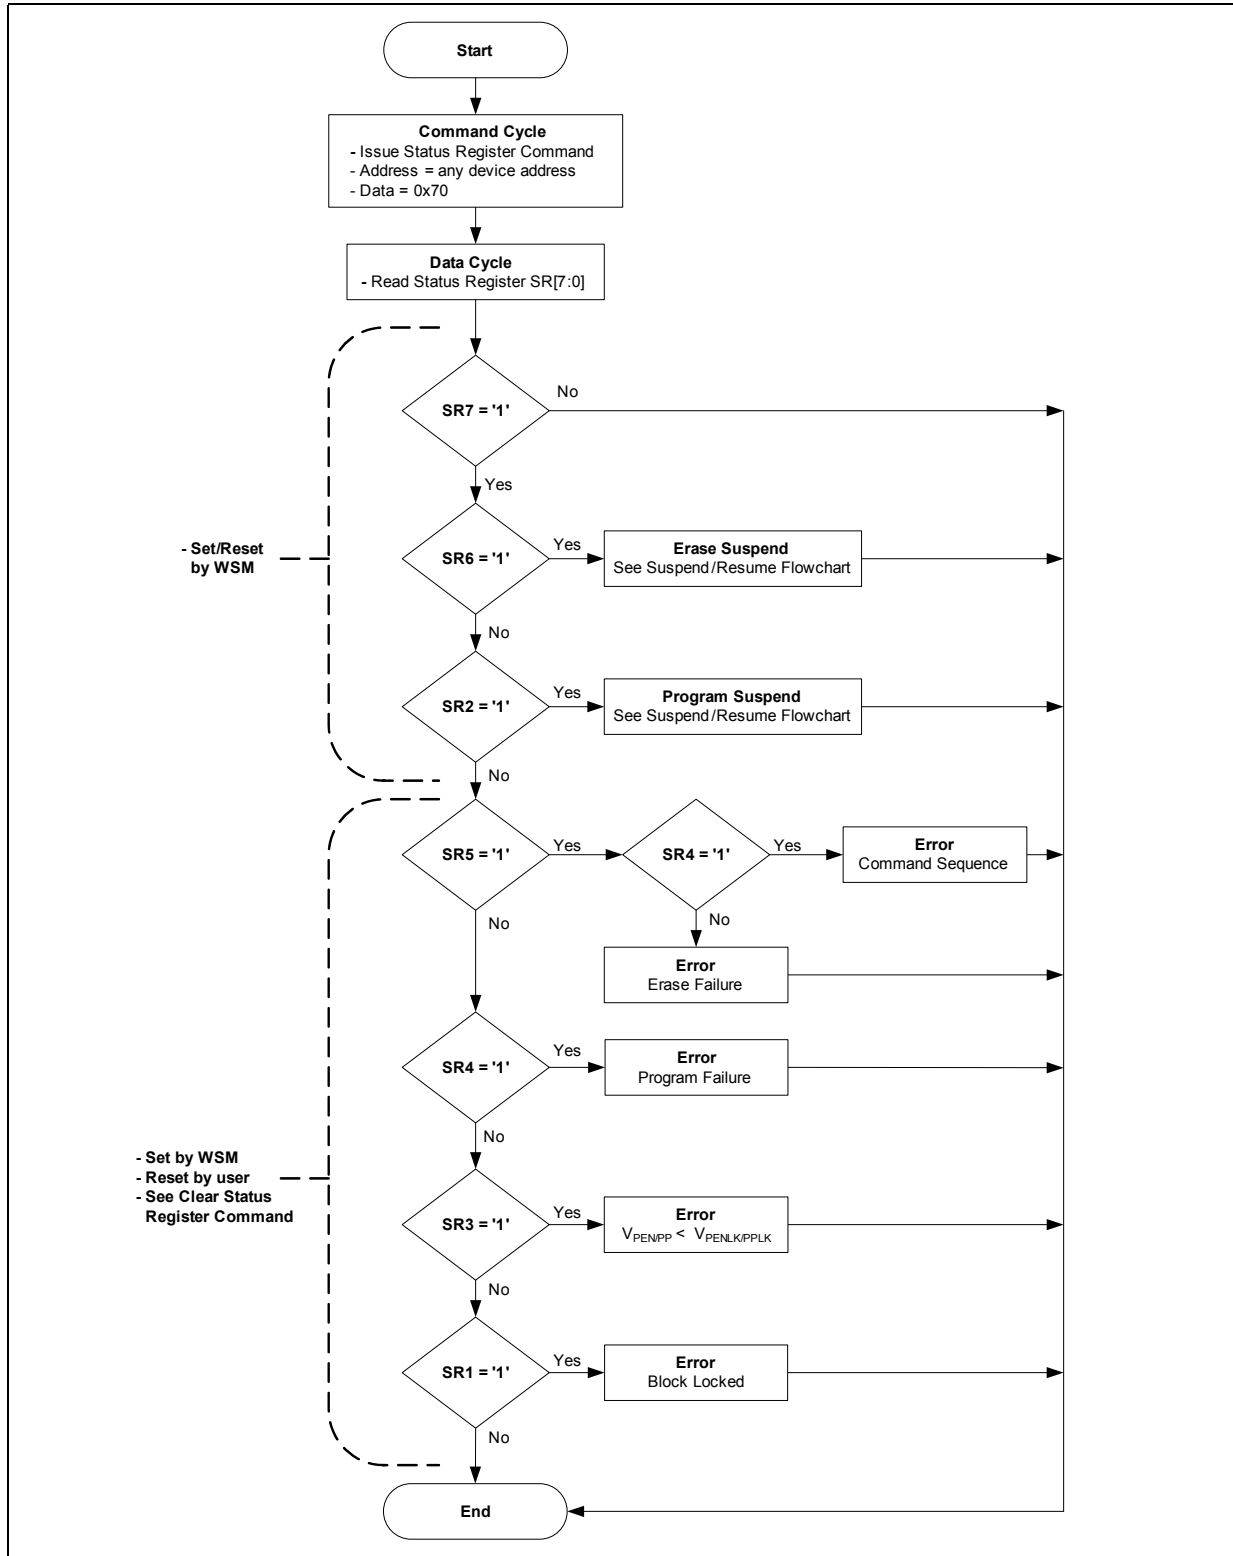 Start
Command Cycle
- Issue Status Register Command
- Address = any device address
- Data = 0x70
Data Cycle
- Read Status Register SR[7:0]
SR7 = '1'
No
Yes
- Set/Reset
by WSM
SR6 = '1'
Yes
Erase Suspend
See Suspend/Resume Flowchart
No
SR2 = '1'
Yes
Program Suspend
See Suspend/Resume Flowchart
No
SR5 = '1'
Yes
SR4 = '1'
Yes
Error
Command Sequence
No
No
Error
Erase Failure
SR4 = '1'
Yes
Error
Program Failure
No
- Set by WSM
- Reset by user
- See Clear Status
Register Command
SR3 = '1'
Yes
Error
VPEN/PP < VPENLK/PPLK
No
SR1 = '1'
Yes
Error
Block Locked
No
End